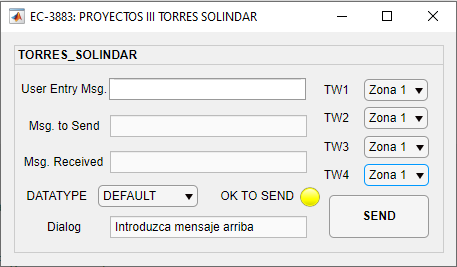 EC-3883: PROYECTOS III TORRES SOLINDAR
TORRES_SOLINDAR
User Entry Msg.
TW1 Zona 1
Msg. to Send
TW2 Zona 1
Msg. Received
TW3 Zona 1
TW4 Zona 1
DATATYPE DEFAULT OK TO SEND
SEND
Dialog Introduzca mensaje arriba